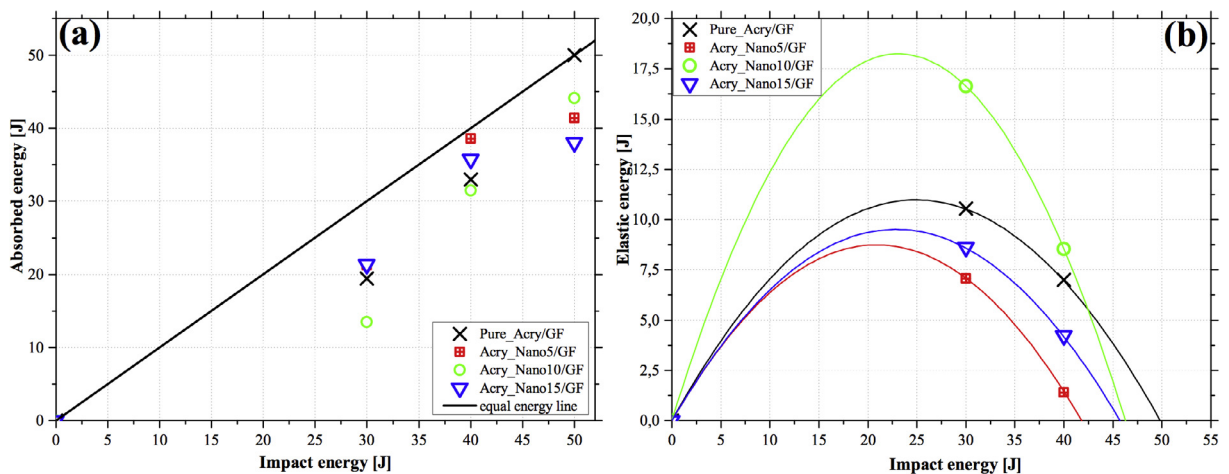 (a)
50
40
30
20
10
0
Absorbed energy [J]
Pure_Acry/GF
Acry_Nano5/GF
Acry_Nano10/GF
Acry_Nano15/GF
equal energy line
0 5 10 15 20 25 30 35 40 45 50
Impact energy [J]
(b)
20,0
17,5
15,0
12,5
10,0
7,5
5,0
2,5
0,0
Elastic energy [J]
Pure_Acry/GF
Acry_Nano5/GF
Acry_Nano10/GF
Acry_Nano15/GF
0 5 10 15 20 25 30 35 40 45 50 55
Impact energy [J]